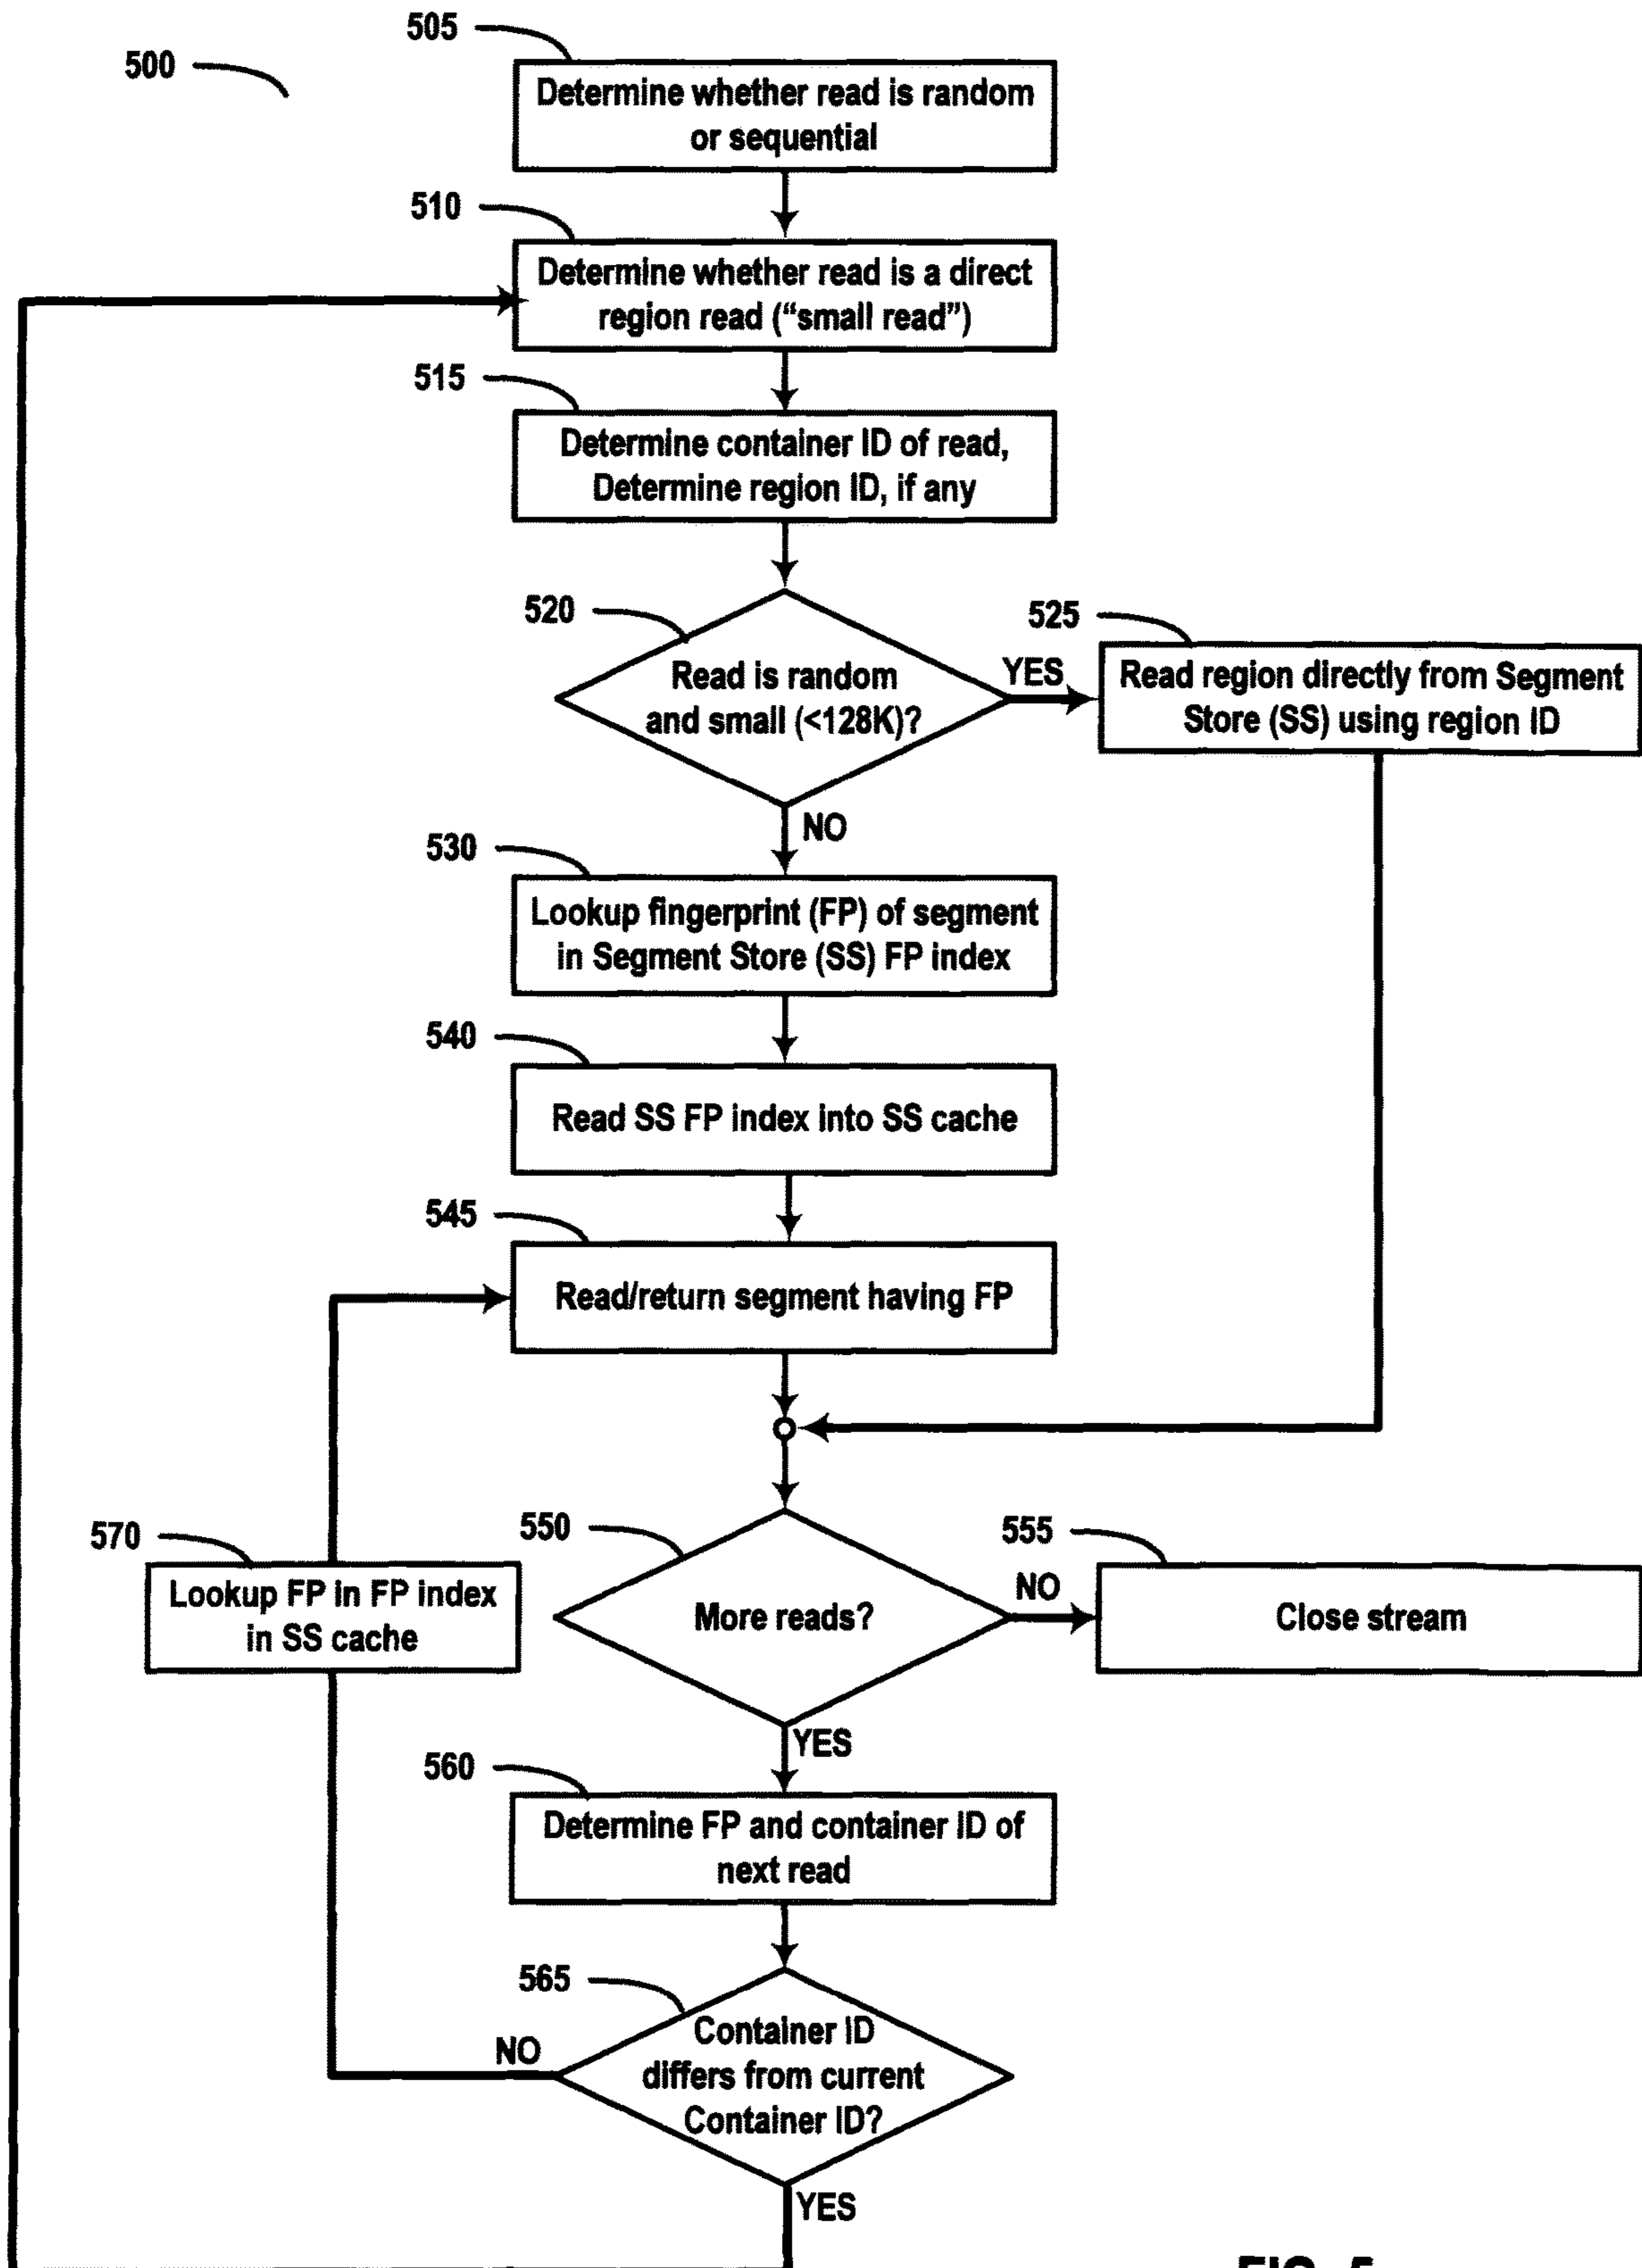 505
500
Determine whether read is random
or sequential
510
Determine whether read is a direct
region read (“small read”)
515
Determine container ID of read,
Determine region ID, if any
520
Read is random
and small (<128K)?
YES
525
Read region directly from Segment
Store (SS) using region ID
NO
530
Lookup fingerprint (FP) of segment
in Segment Store (SS) FP index
540
Read SS FP index into SS cache
545
Read/return segment having FP
570
Lookup FP in FP index
in SS cache
550
More reads?
NO
555
Close stream
YES
560
Determine FP and container ID of
next read
565
Container ID
differs from current
Container ID?
NO
YES
FIG. 5